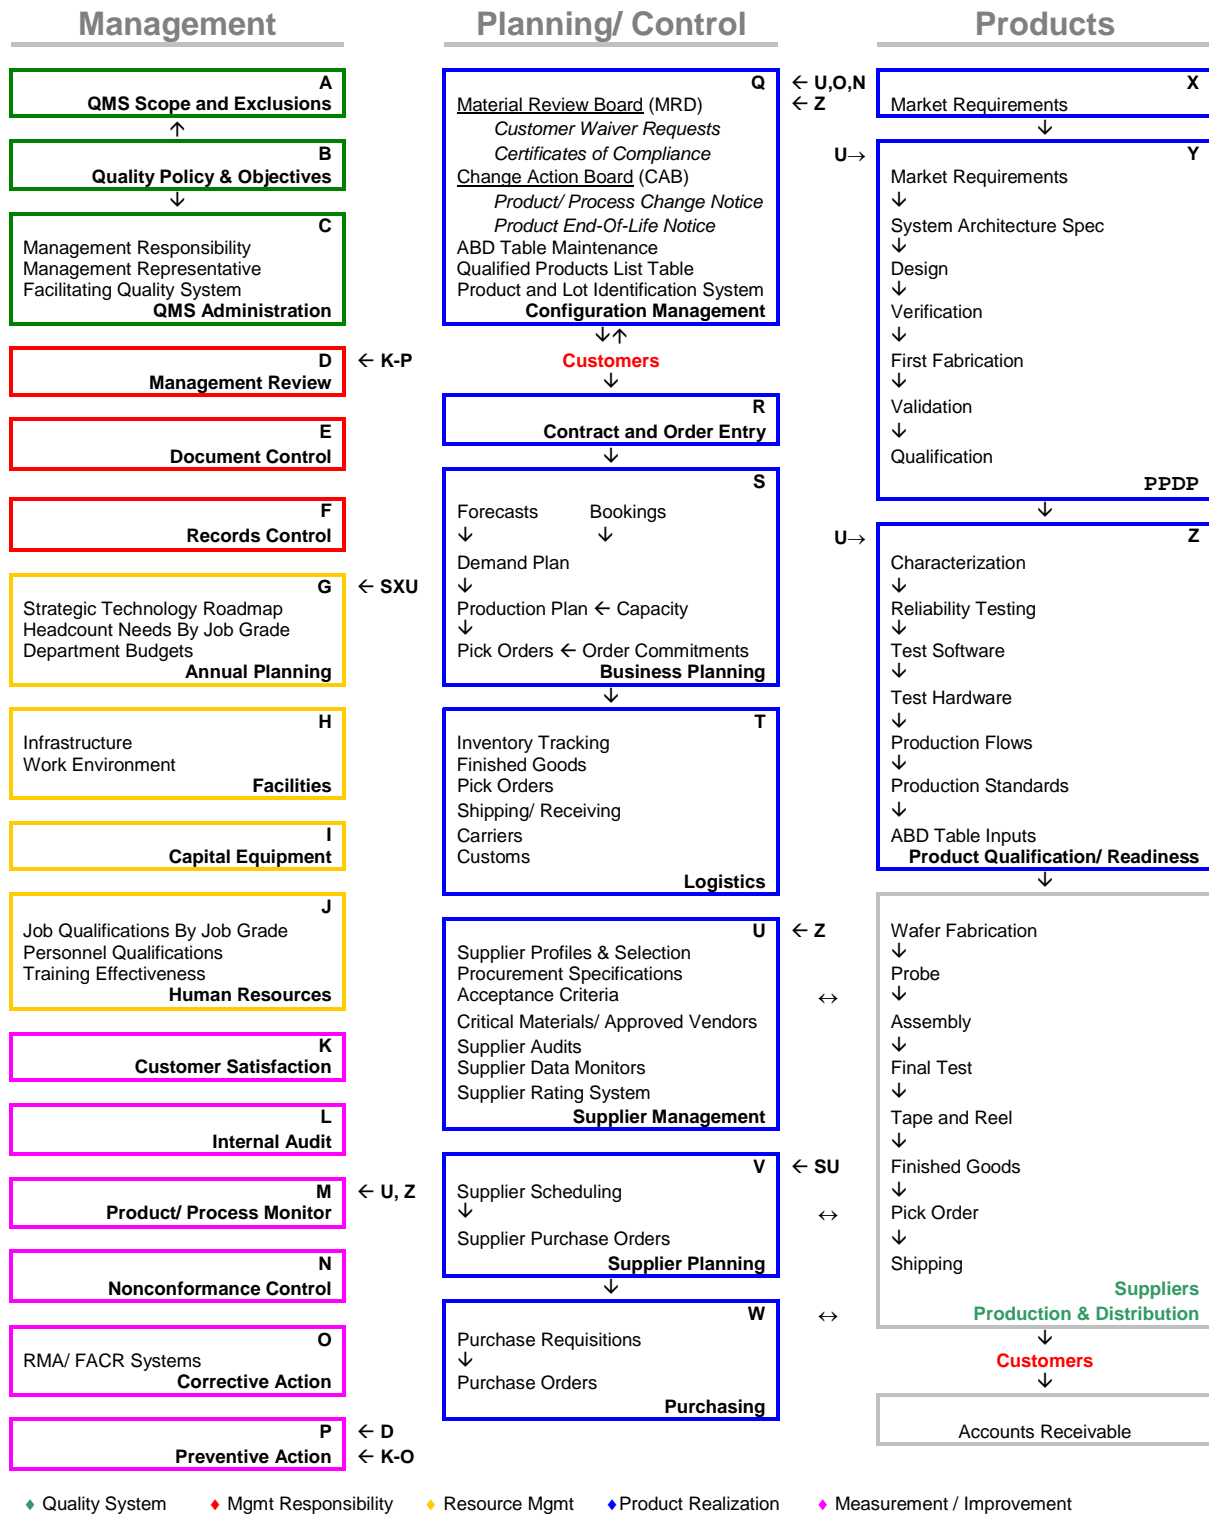 Management
A
QMS Scope and Exclusions
↑
B
Quality Policy & Objectives
↓
C
Management Responsibility
Management Representative
Facilitating Quality System
QMS Administration
D ← K-P
Management Review
E
Document Control
F
Records Control
G ← SXU
Strategic Technology Roadmap
Headcount Needs By Job Grade
Department Budgets
Annual Planning
H
Infrastructure
Work Environment
Facilities
I
Capital Equipment
J
Job Qualifications By Job Grade
Personnel Qualifications
Training Effectiveness
Human Resources
K
Customer Satisfaction
L
Internal Audit
M ← U, Z
Product/ Process Monitor
N
Nonconformance Control
O
RMA/ FACR Systems
Corrective Action
P ← D
Preventive Action ← K-O
Planning/ Control
Q ← U,O,N
Material Review Board (MRD) ← Z
Customer Waiver Requests
Certificates of Compliance
Change Action Board (CAB)
Product/ Process Change Notice
Product End-Of-Life Notice
ABD Table Maintenance
Qualified Products List Table
Product and Lot Identification System
Configuration Management
↓↑
Customers
↓
R
Contract and Order Entry
↓
S
Forecasts Bookings
↓ ↓
Demand Plan
↓
Production Plan ← Capacity
↓
Pick Orders ← Order Commitments
Business Planning
↓
T
Inventory Tracking
Finished Goods
Pick Orders
Shipping/ Receiving
Carriers
Customs
Logistics
U ← Z
Supplier Profiles & Selection
Procurement Specifications
Acceptance Criteria ↔
Critical Materials/ Approved Vendors
Supplier Audits
Supplier Data Monitors
Supplier Rating System
Supplier Management
V ← SU
Supplier Scheduling
↓ ↔
Supplier Purchase Orders
Supplier Planning
↓
W ↔
Purchase Requisitions
↓
Purchase Orders
Purchasing
Products
X
Market Requirements
↓
U→ Y
Market Requirements
↓
System Architecture Spec
↓
Design
↓
Verification
↓
First Fabrication
↓
Validation
↓
Qualification
PPDP
↓
U→ Z
Characterization
↓
Reliability Testing
↓
Test Software
↓
Test Hardware
↓
Production Flows
↓
Production Standards
↓
ABD Table Inputs
Product Qualification/ Readiness
↓
Wafer Fabrication
↓
Probe
↓
Assembly
↓
Final Test
↓
Tape and Reel
↓
Finished Goods
↓
Pick Order
↓
Shipping
Suppliers
Production & Distribution
↓
Customers
↓
Accounts Receivable
♦ Quality System ♦ Mgmt Responsibility ♦ Resource Mgmt ♦Product Realization ♦ Measurement / Improvement